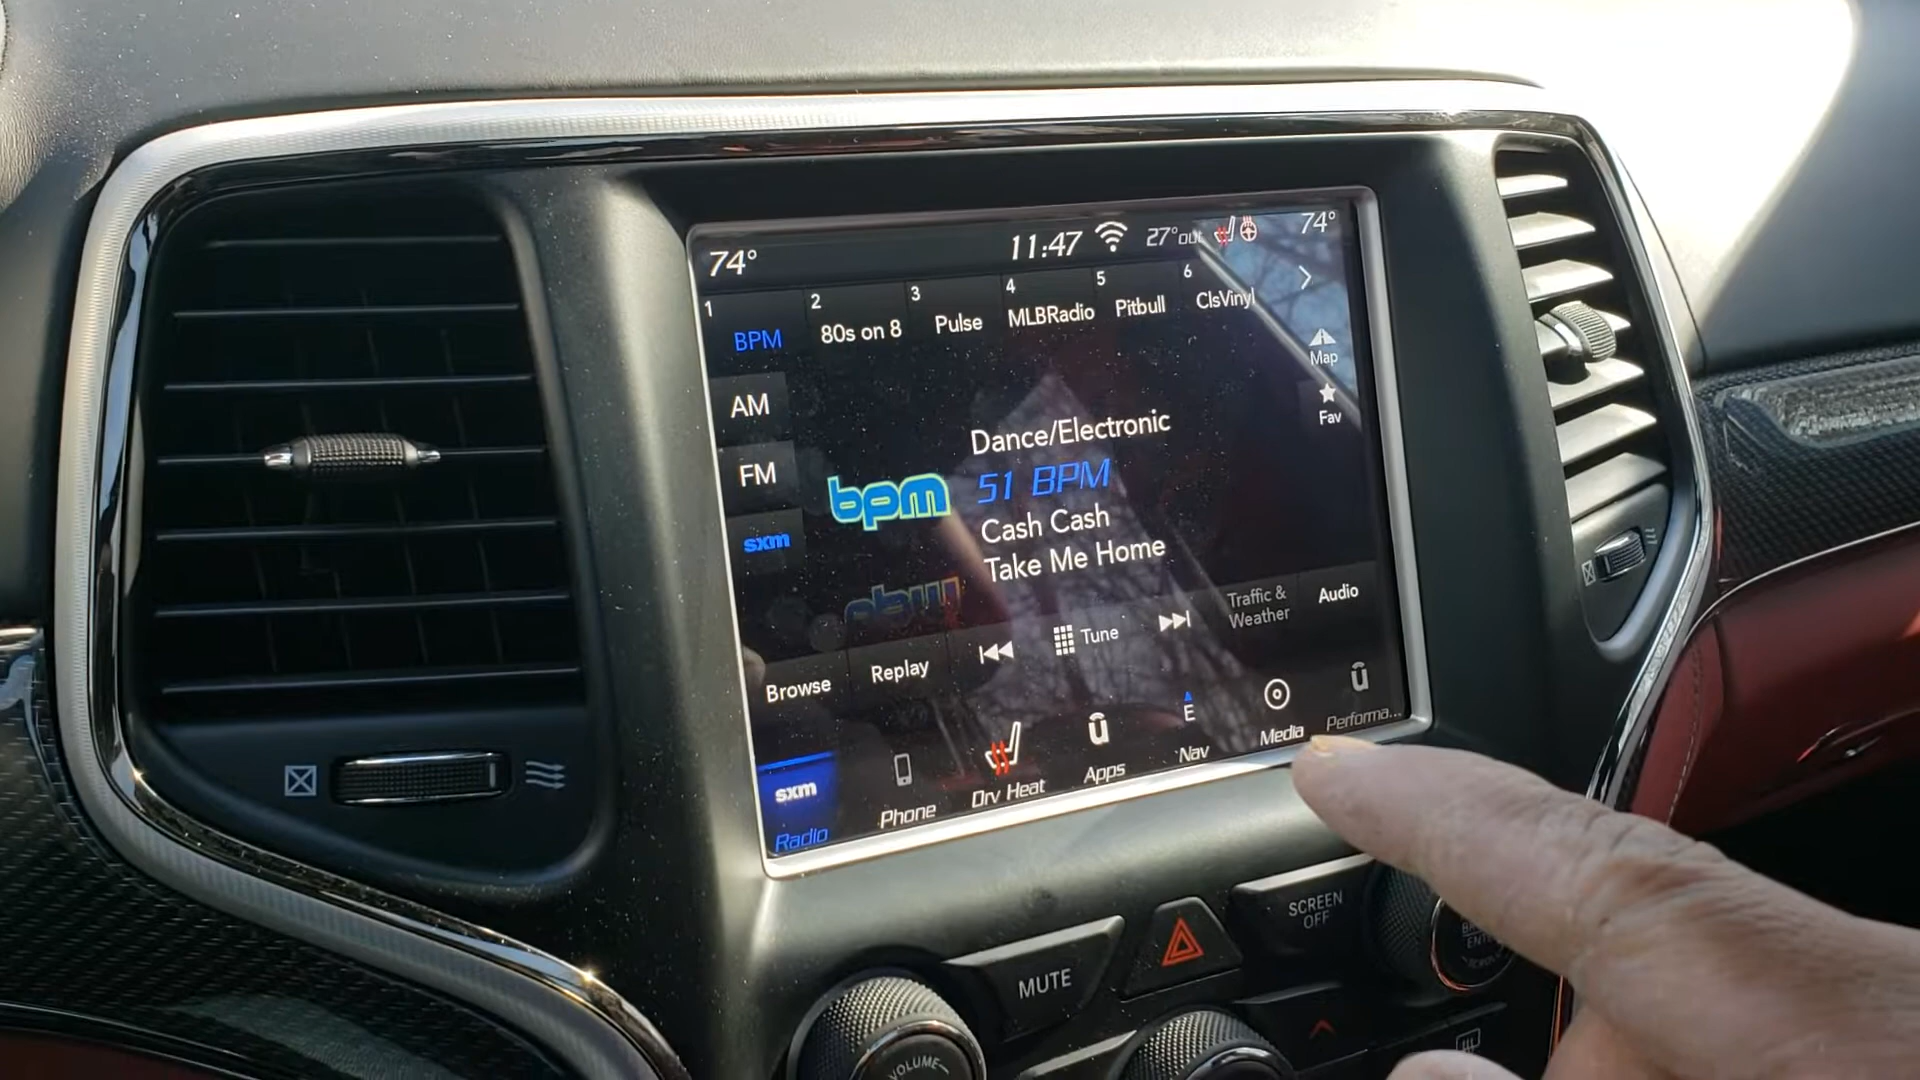 74°
11:47
27°out
74°
1 BPM
2 80s on 8
3 Pulse
4 MLBRadio
5 Pitbull
6 ClsVinyl
Map
Fav
AM
FM
sxm
bpm
Dance/Electronic
51 BPM
Cash Cash
Take Me Home
Browse
Replay
Tune
Traffic &
Weather
Audio
sxm
Radio
Phone
Drv Heat
Apps
E
Nav
Media
Performa...
MUTE
SCREEN
OFF
VOLUME